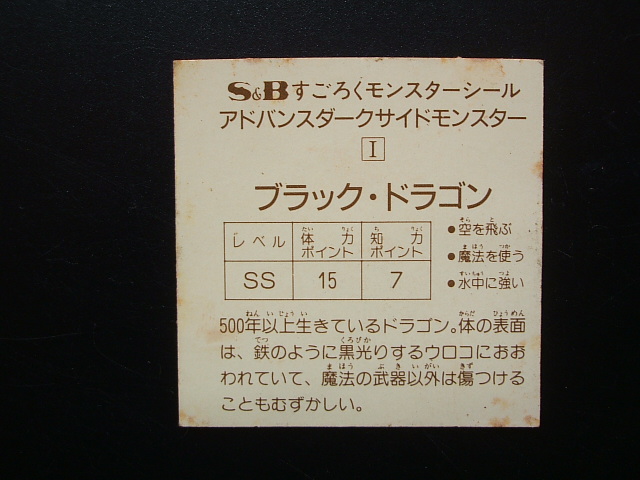 S&Bすごろくモンスターシール
アドバンスダークサイドモンスター
I
ブラック・ドラゴン
レベル 体力ポイント 知力ポイント
SS 15 7
●空を飛ぶ
●魔法を使う
●水中に強い
500年以上生きているドラゴン。体の表面
は、鉄のように黒光りするウロコにおお
われていて、魔法の武器以外は傷つける
こともむずかしい。